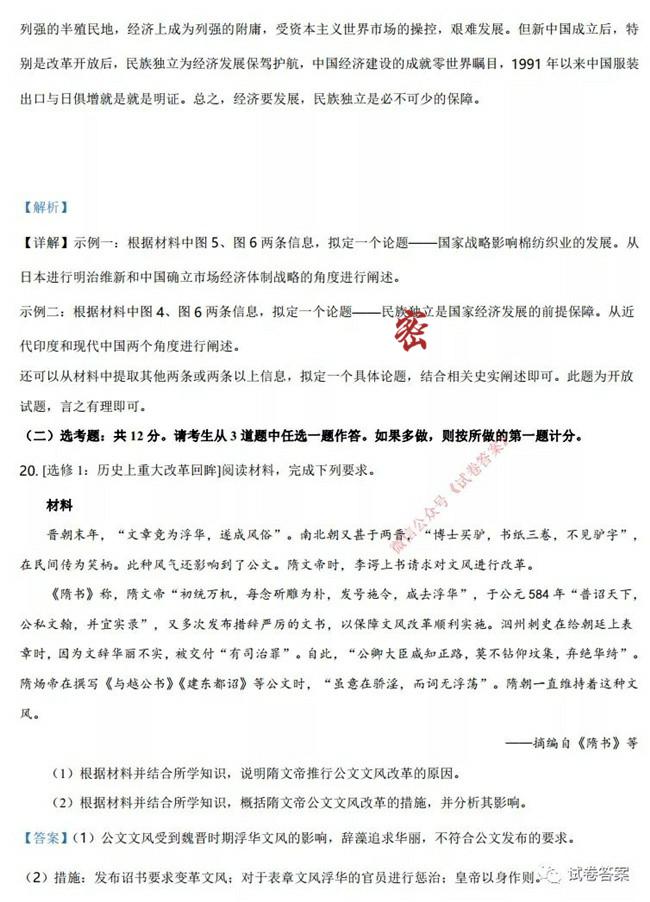 列强的半殖民地，经济上成为列强的附庸，受资本主义世界市场的操控，艰难发展。但新中国成立后，特
别是改革开放后，民族独立为经济发展保驾护航，中国经济建设的成就零世界瞩目，1991 年以来中国服装
出口与日俱增就是就是明证。总之，经济要发展，民族独立是必不可少的保障。
【解析】
【详解】示例一：根据材料中图 5、图 6 两条信息，拟定一个论题——国家战略影响棉纺织业的发展。从
日本进行明治维新和中国确立市场经济体制战略的角度进行阐述。
示例二：根据材料中图 4、图 6 两条信息，拟定一个论题——民族独立是国家经济发展的前提保障。从近
代印度和现代中国两个角度进行阐述。
密
还可以从材料中提取其他两条或两条以上信息，拟定一个具体论题，结合相关史实阐述即可。此题为开放
试题，言之有理即可。
（二）选考题：共 12 分。请考生从 3 道题中任选一题作答。如果多做，则按所做的第一题计分。
20. [选修 1：历史上重大改革回眸]阅读材料，完成下列要求。
微信公众号《试卷答案》
材料
晋朝末年，“文章竞为浮华，遂成风俗”。南北朝又甚于两晋，“博士买驴，书纸三卷，不见驴字”，
在民间传为笑柄。此种风气还影响到了公文。隋文帝时，李谔上书请求对文风进行改革。
《隋书》称，隋文帝“初统万机，每念斫雕为朴，发号施令，咸去浮华”，于公元 584 年“普诏天下，
公私文翰，并宜实录”，又多次发布措辞严厉的文书，以保障文风改革顺利实施。泗州刺史在给朝廷上表
章时，因为文辞华丽不实，被交付“有司治罪”。自此，“公卿大臣咸知正路，莫不钻仰坟集，弃绝华绮”。
隋炀帝在撰写《与越公书》《建东都诏》等公文时，“虽意在骄淫，而词无浮荡”。隋朝一直维持着这种文
风。
——摘编自《隋书》等
（1）根据材料并结合所学知识，说明隋文帝推行公文文风改革的原因。
（2）根据材料并结合所学知识，概括隋文帝公文文风改革的措施，并分析其影响。
【答案】（1）公文文风受到魏晋时期浮华文风的影响，辞藻追求华丽，不符合公文发布的要求。
（2）措施：发布诏书要求变革文风；对于表章文风浮华的官员进行惩治；皇帝以身作则。
试卷答案